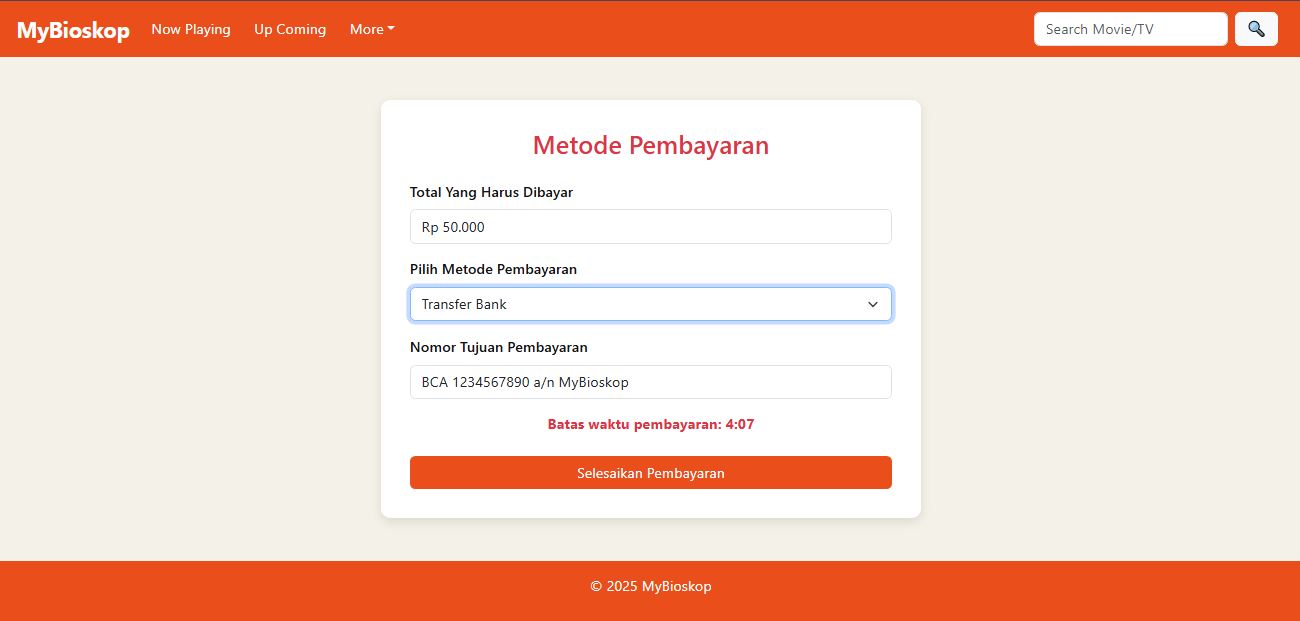 MyBioskop Now Playing Up Coming More Search Movie/TV
Metode Pembayaran
Total Yang Harus Dibayar
Rp 50.000
Pilih Metode Pembayaran
Transfer Bank
Nomor Tujuan Pembayaran
BCA 1234567890 a/n MyBioskop
Batas waktu pembayaran: 4:07
Selesaikan Pembayaran
© 2025 MyBioskop